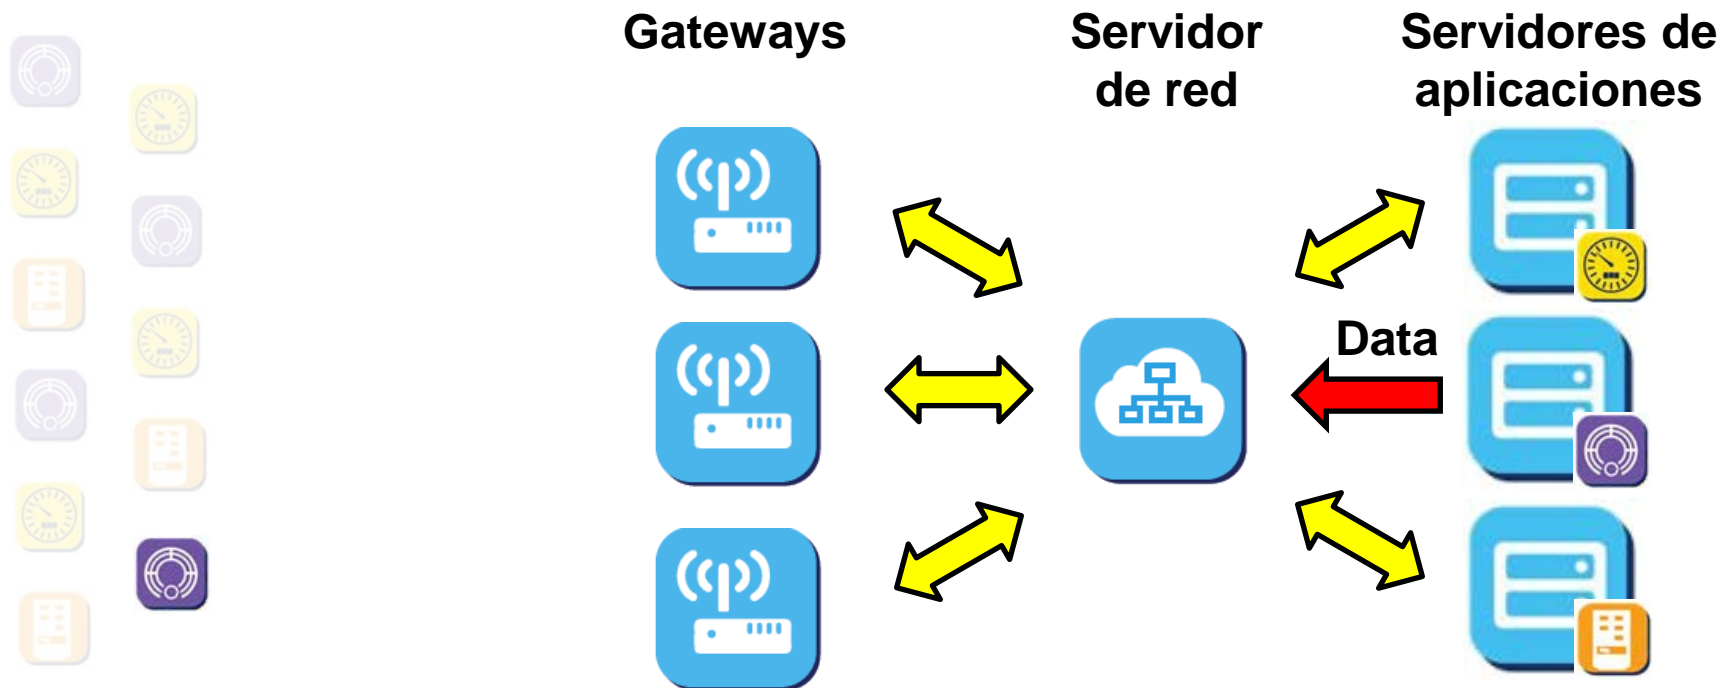 Gateways
Servidor
de red
Servidores de
aplicaciones
Data